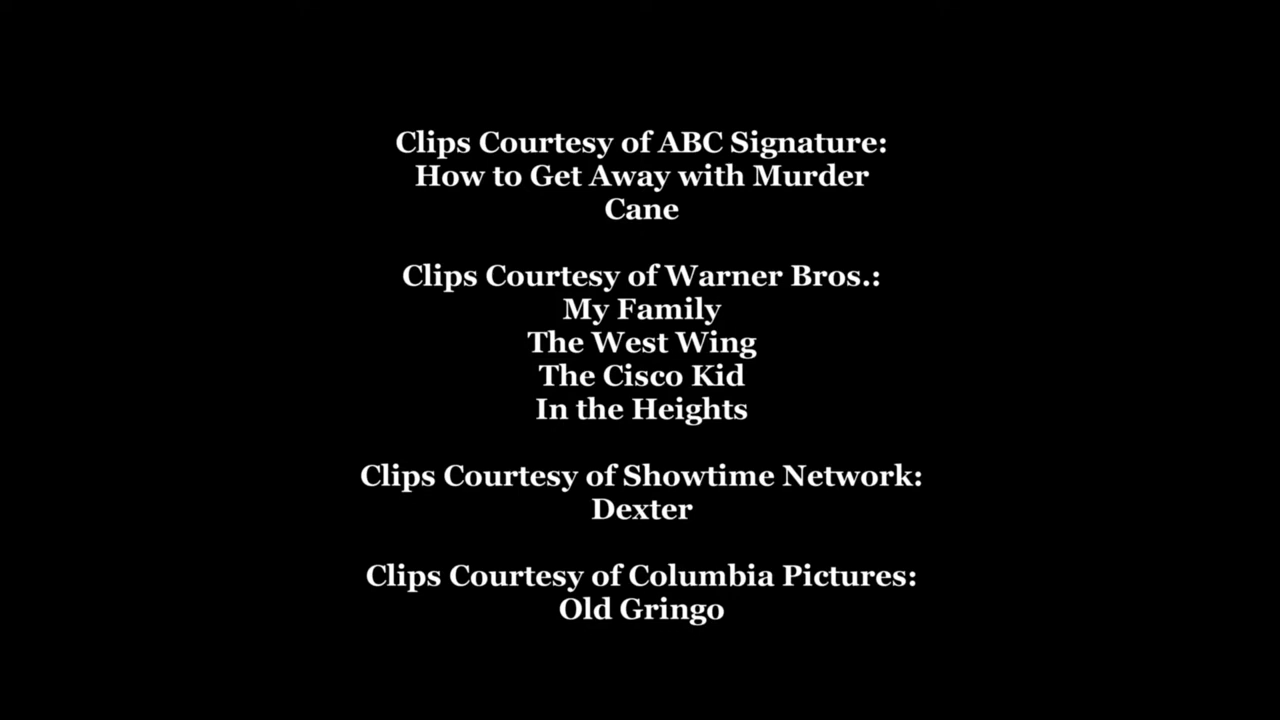 Clips Courtesy of ABC Signature:
How to Get Away with Murder
Cane
Clips Courtesy of Warner Bros.:
My Family
The West Wing
The Cisco Kid
In the Heights
Clips Courtesy of Showtime Network:
Dexter
Clips Courtesy of Columbia Pictures:
Old Gringo